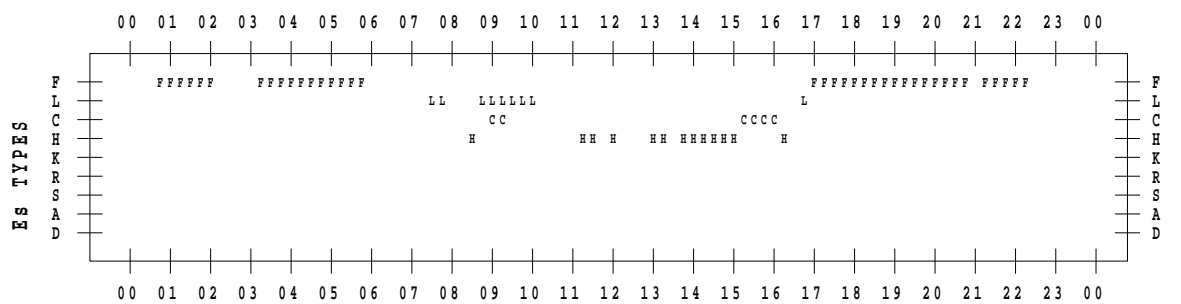 00 01 02 03 04 05 06 07 08 09 10 11 12 13 14 15 16 17 18 19 20 21 22 23 00
Es TYPES
F FFFFFF FFFFFFFFFFF FFFFFFFFFFFFFFFF FFFFF F
L LL LLLLLL L L
C CC CCCC C
H H HH H HH HHHHHH H H
K K
R R
S S
A A
D D
00 01 02 03 04 05 06 07 08 09 10 11 12 13 14 15 16 17 18 19 20 21 22 23 00